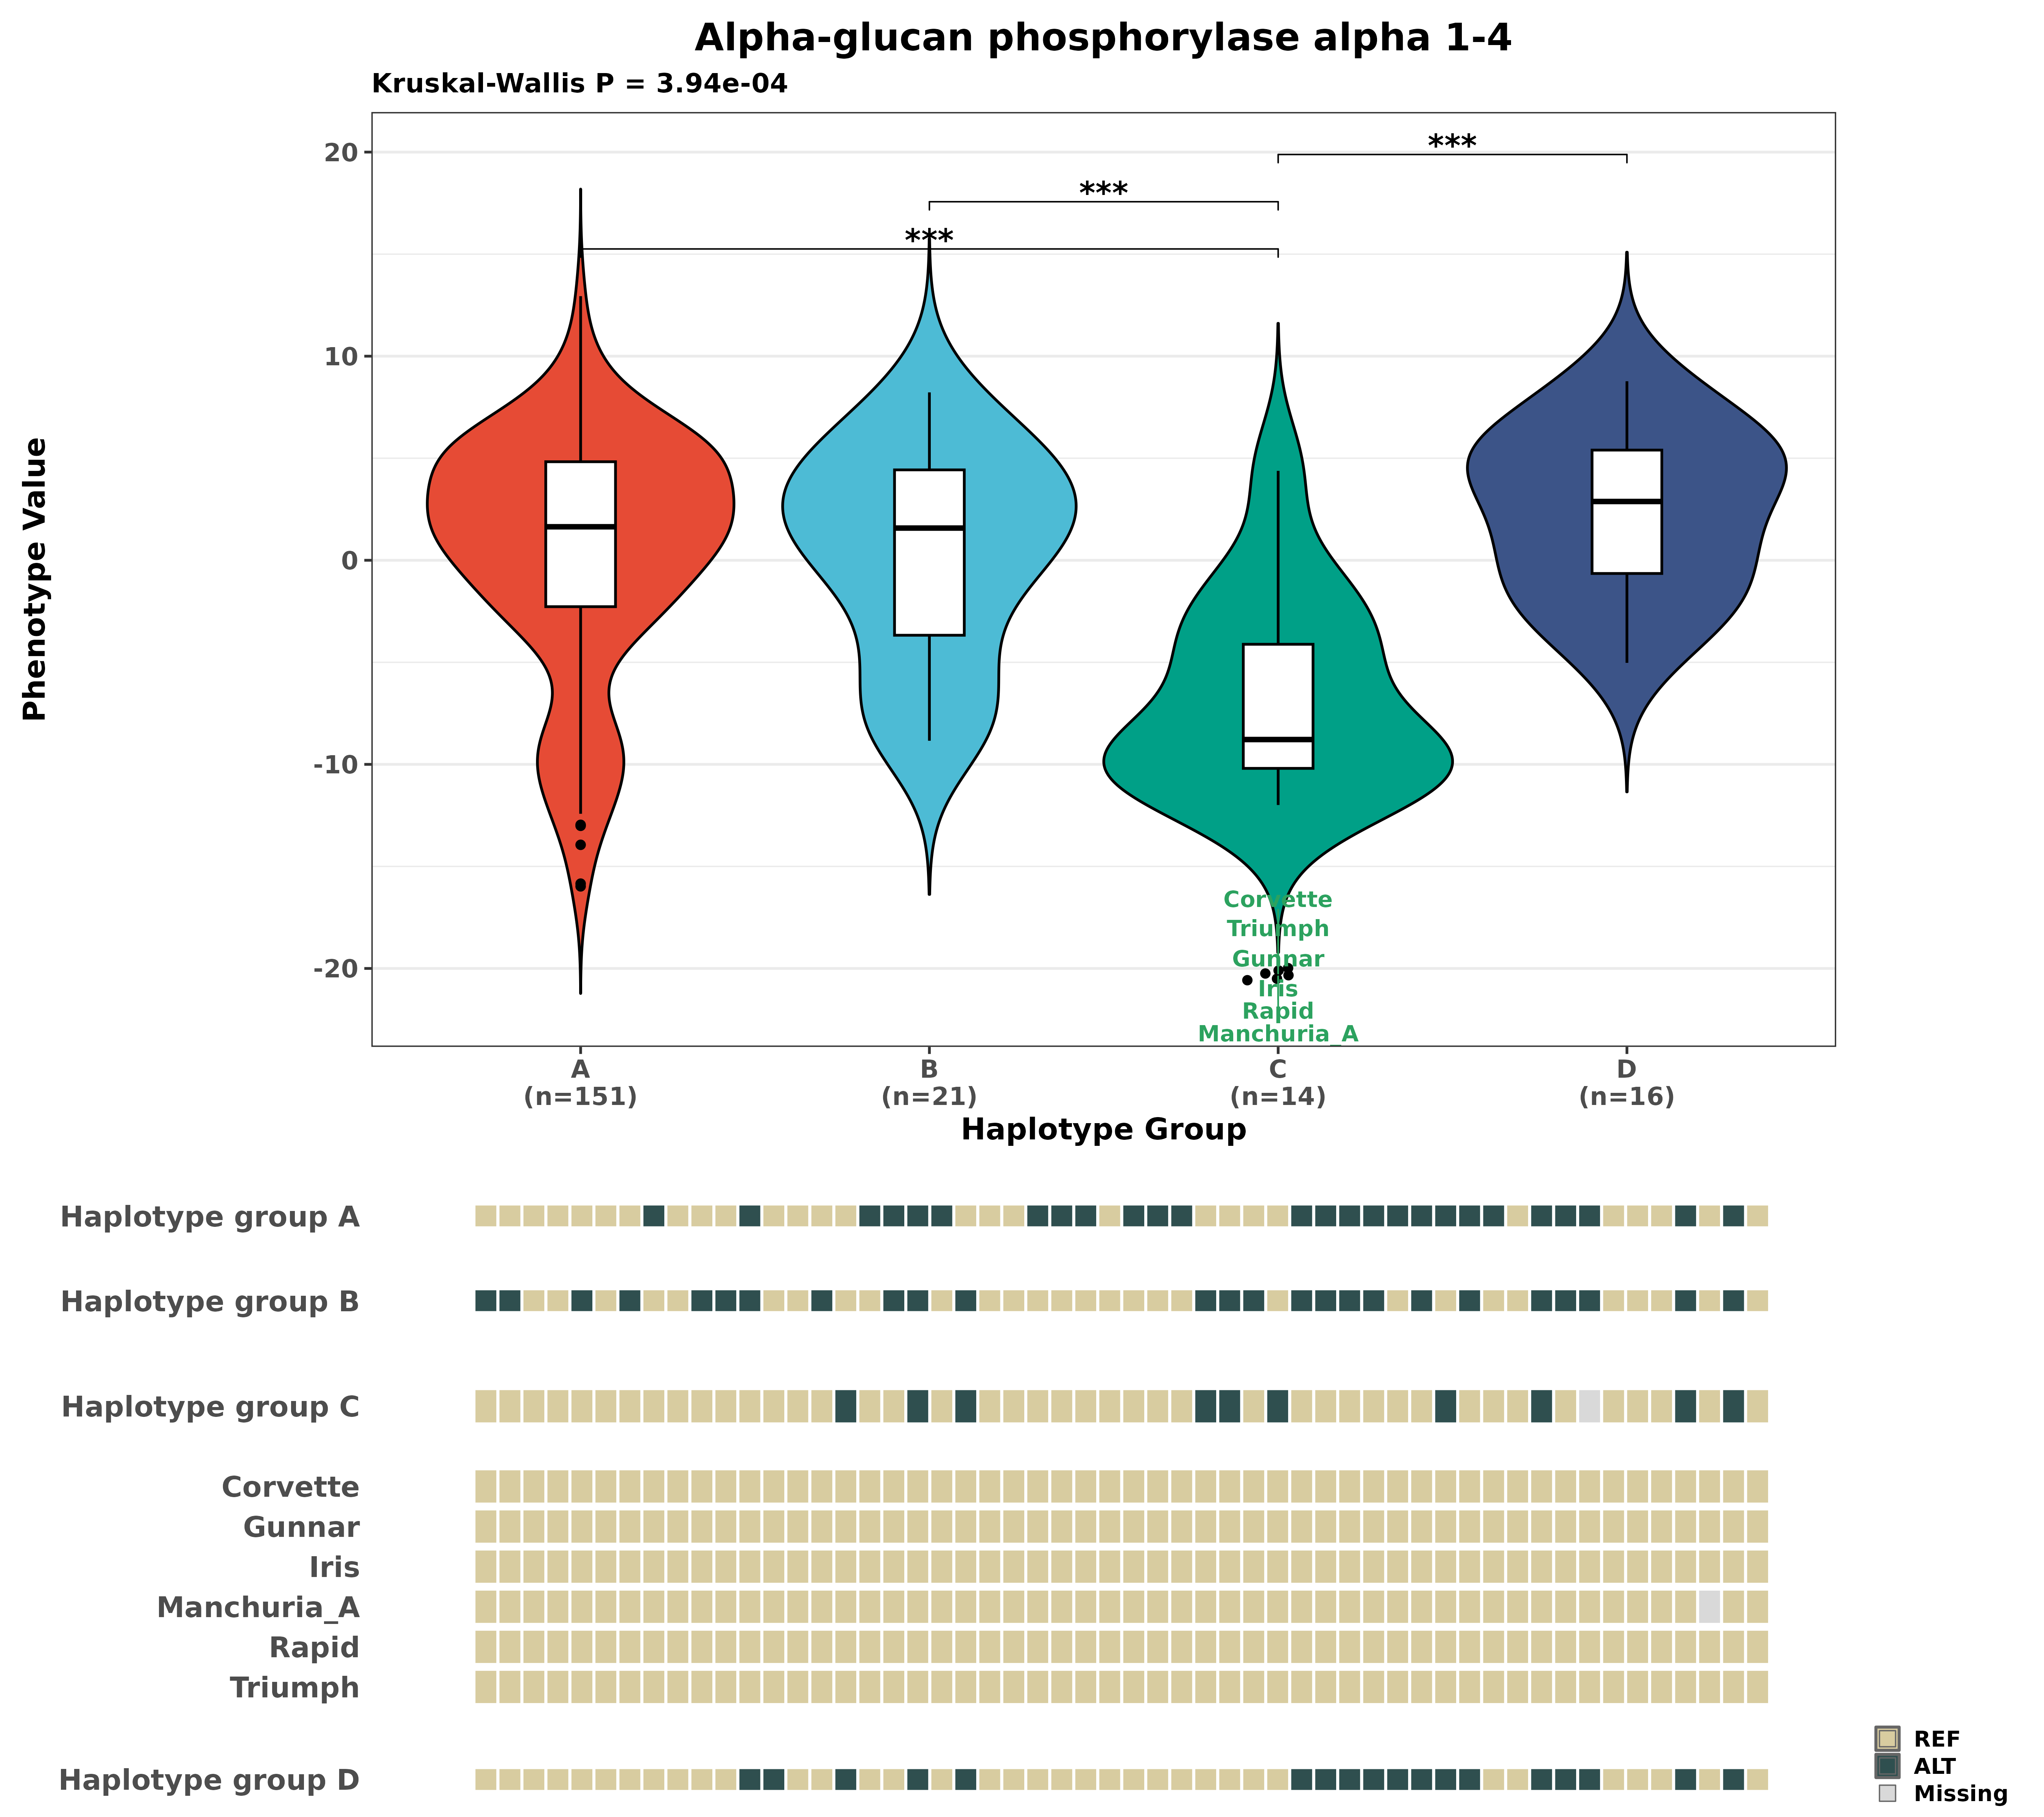 Alpha-glucan phosphorylase alpha 1-4
Kruskal-Wallis P = 3.94e-04
Phenotype Value
20
10
0
-10
-20
***
***
***
Corvette
Triumph
Gunnar
Iris
Rapid
Manchuria_A
A
(n=151)
B
(n=21)
C
(n=14)
D
(n=16)
Haplotype Group
Haplotype group A
Haplotype group B
Haplotype group C
Corvette
Gunnar
Iris
Manchuria_A
Rapid
Triumph
Haplotype group D
REF
ALT
Missing